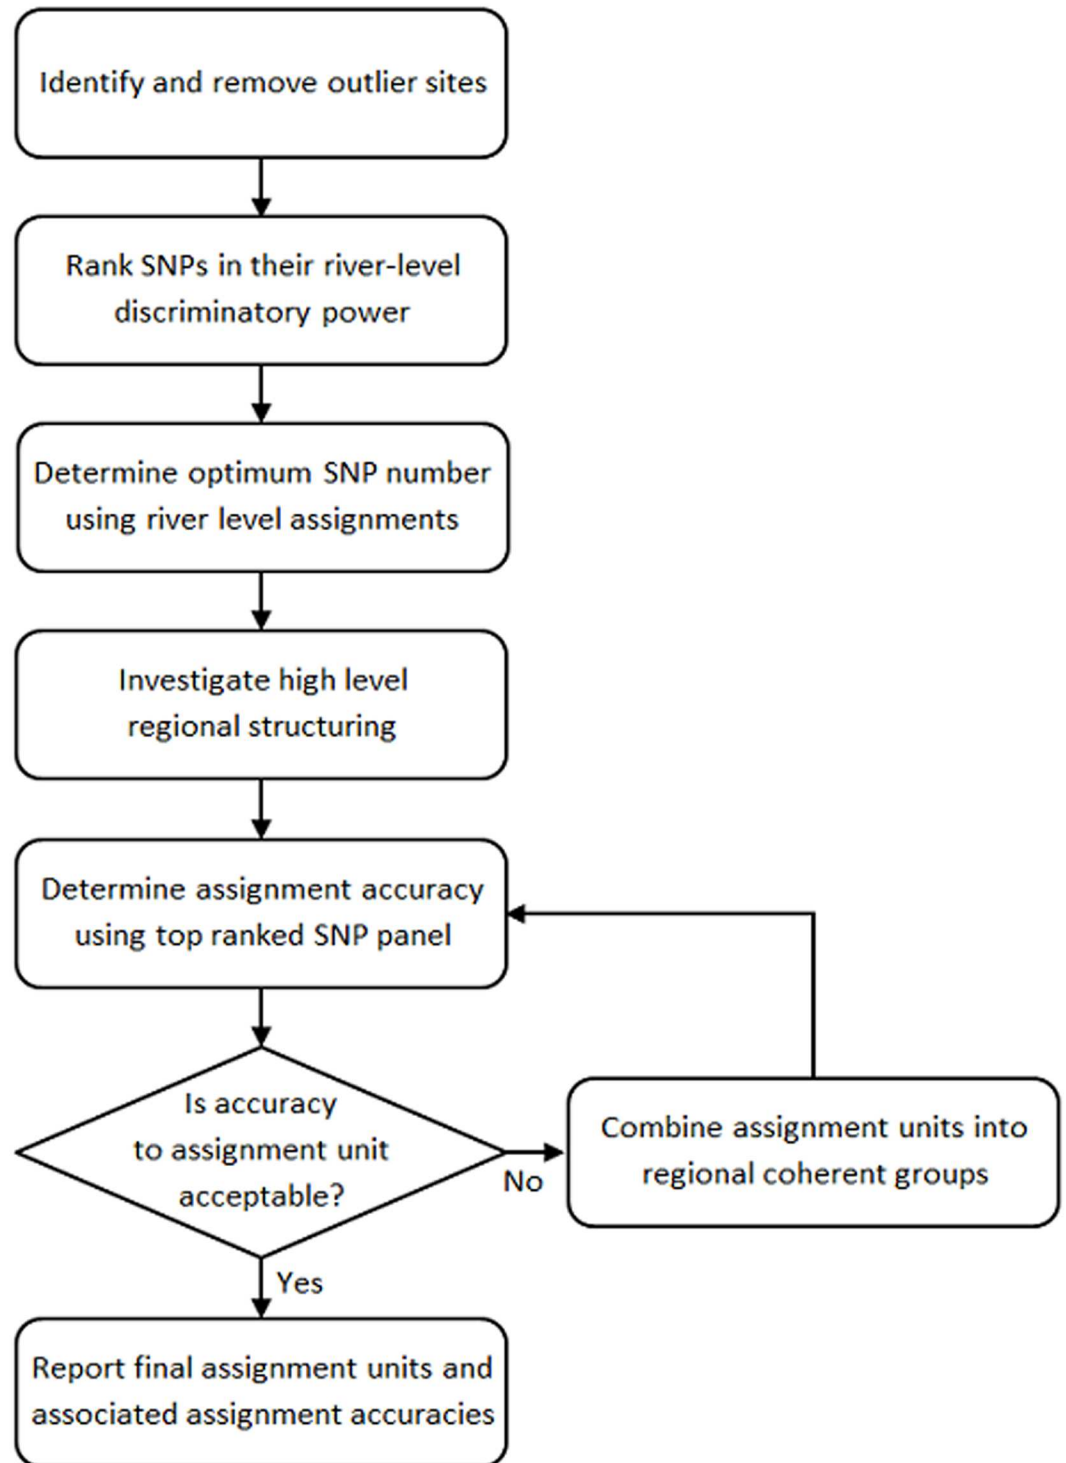 Identify and remove outlier sites
Rank SNPs in their river-level
discriminatory power
Determine optimum SNP number
using river level assignments
Investigate high level
regional structuring
Determine assignment accuracy
using top ranked SNP panel
Is accuracy
to assignment unit
acceptable?
No
Combine assignment units into
regional coherent groups
Yes
Report final assignment units and
associated assignment accuracies